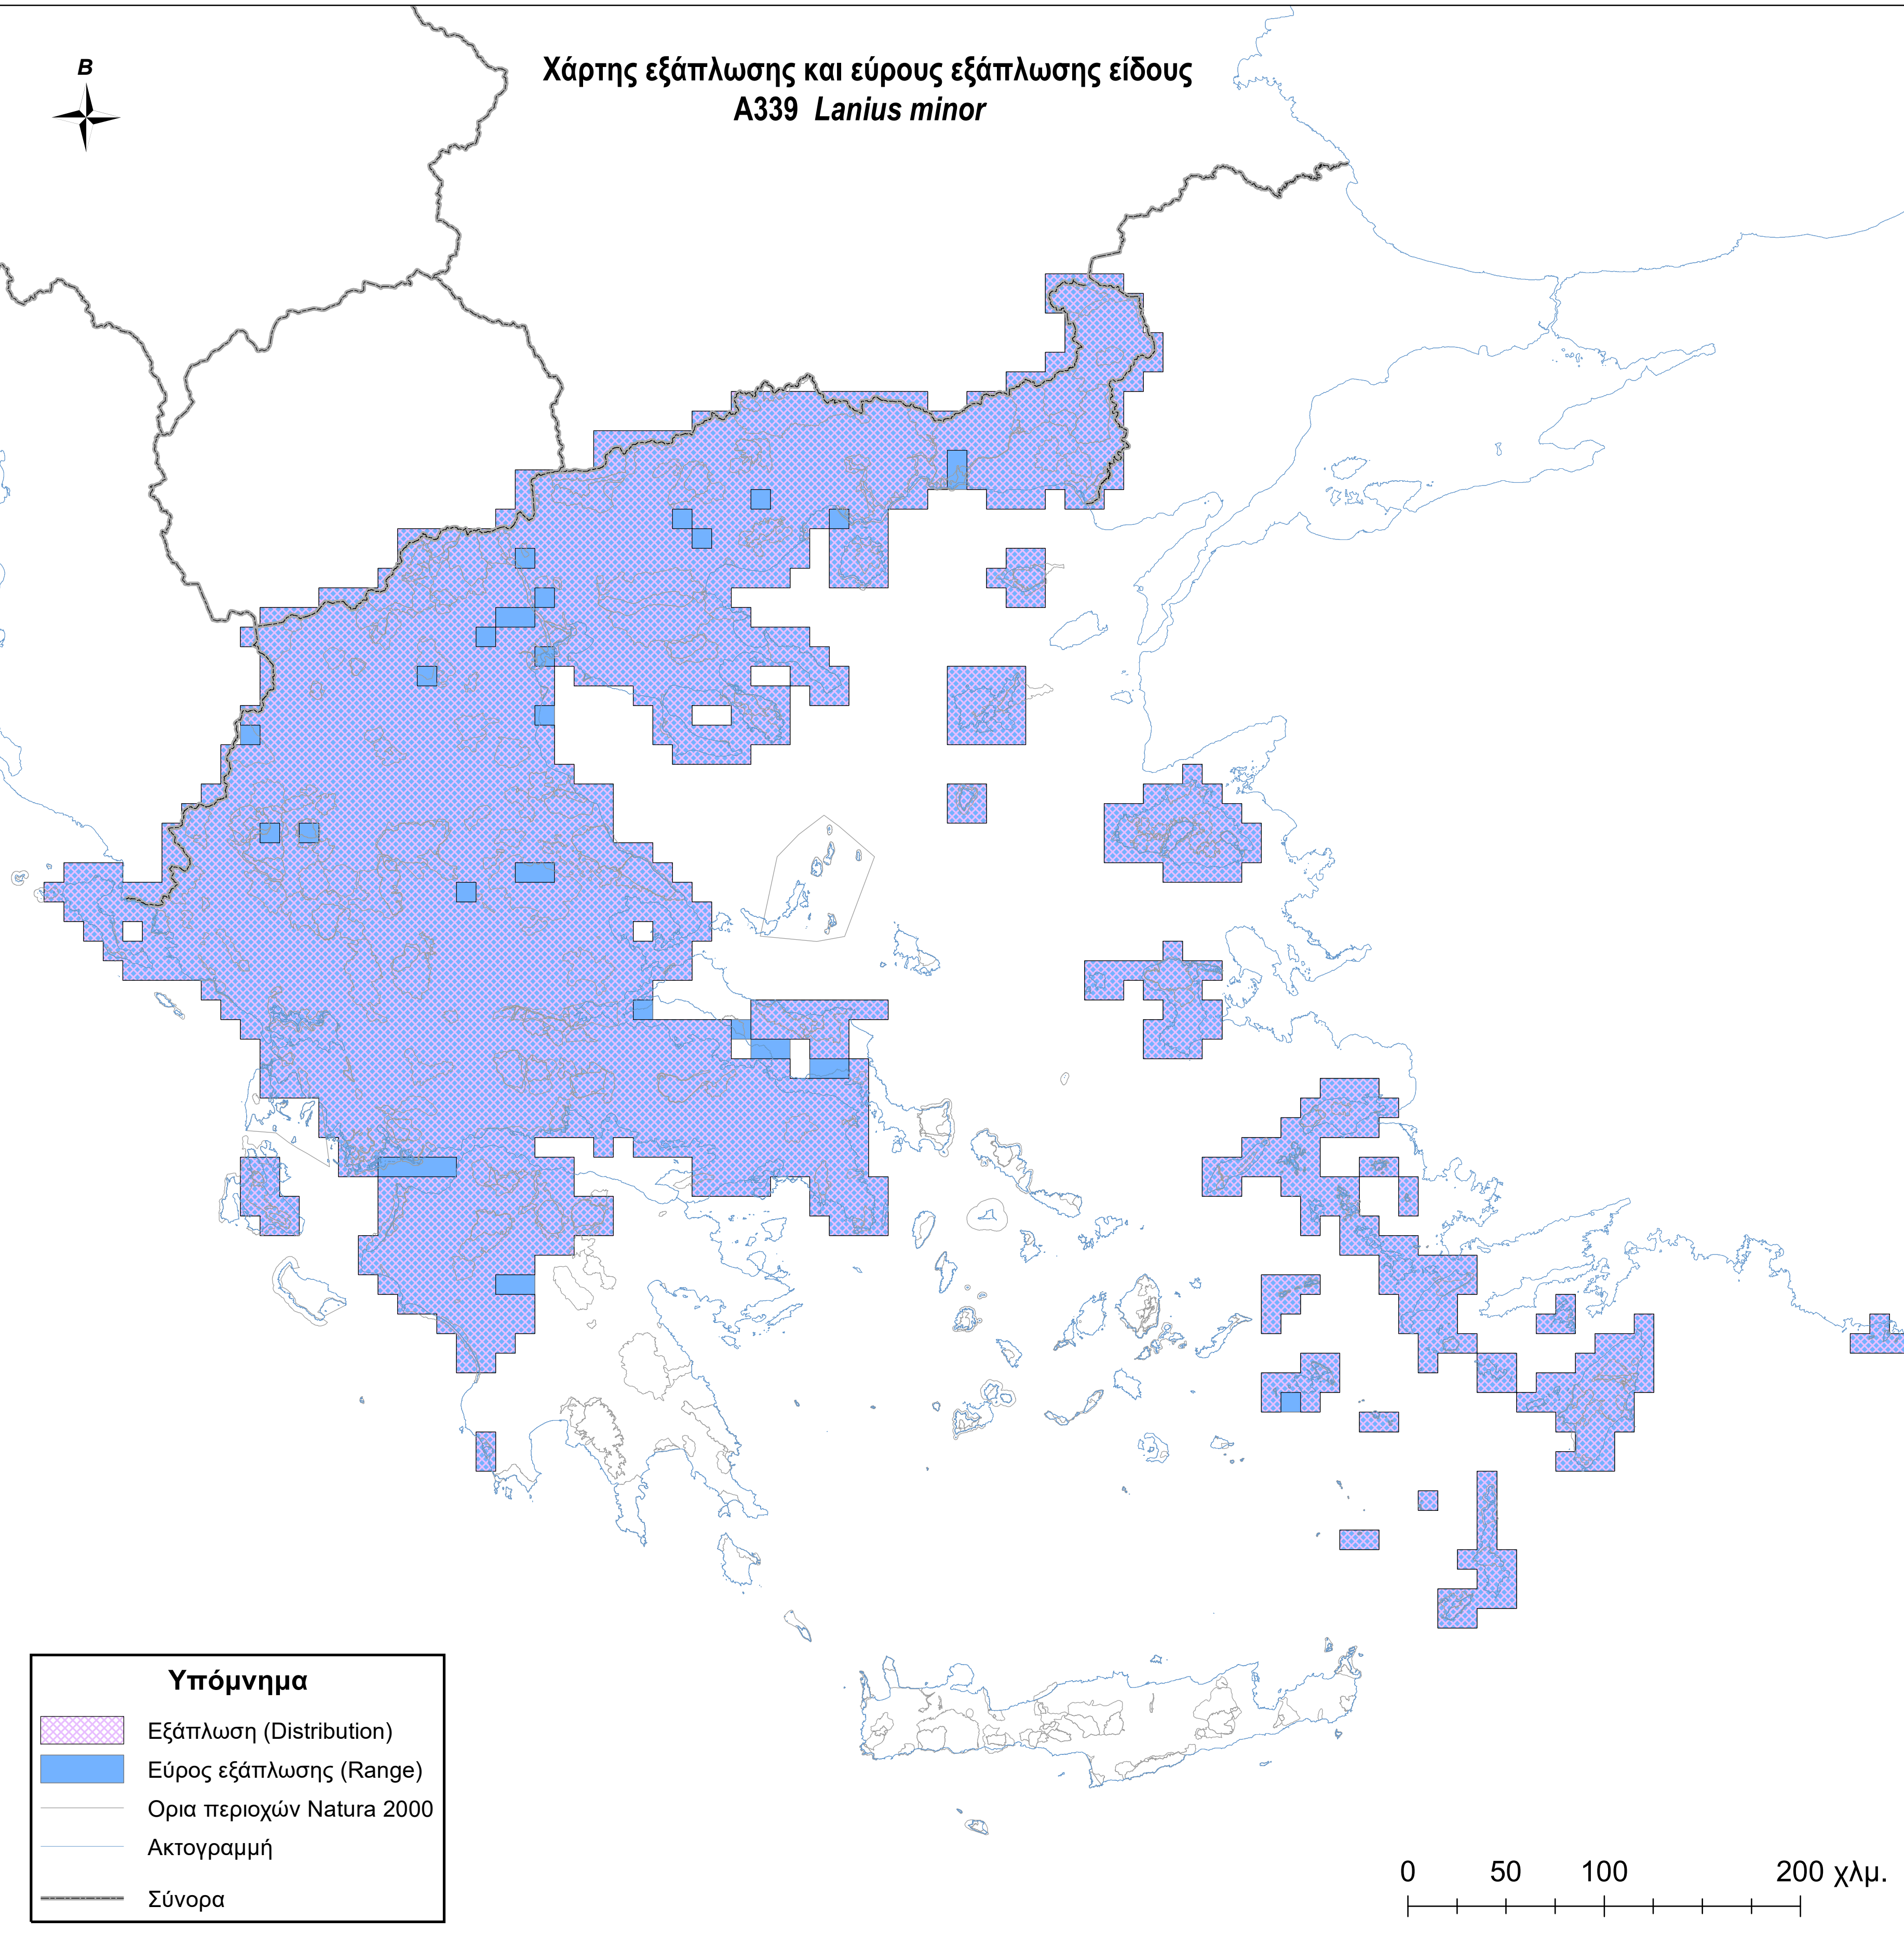 B
Χάρτης εξάπλωσης και εύρους εξάπλωσης είδους
A339 Lanius minor
Υπόμνημα
Εξάπλωση (Distribution)
Εύρος εξάπλωσης (Range)
Ορια περιοχών Natura 2000
Ακτογραμμή
Σύνορα
0 50 100 200 χλμ.